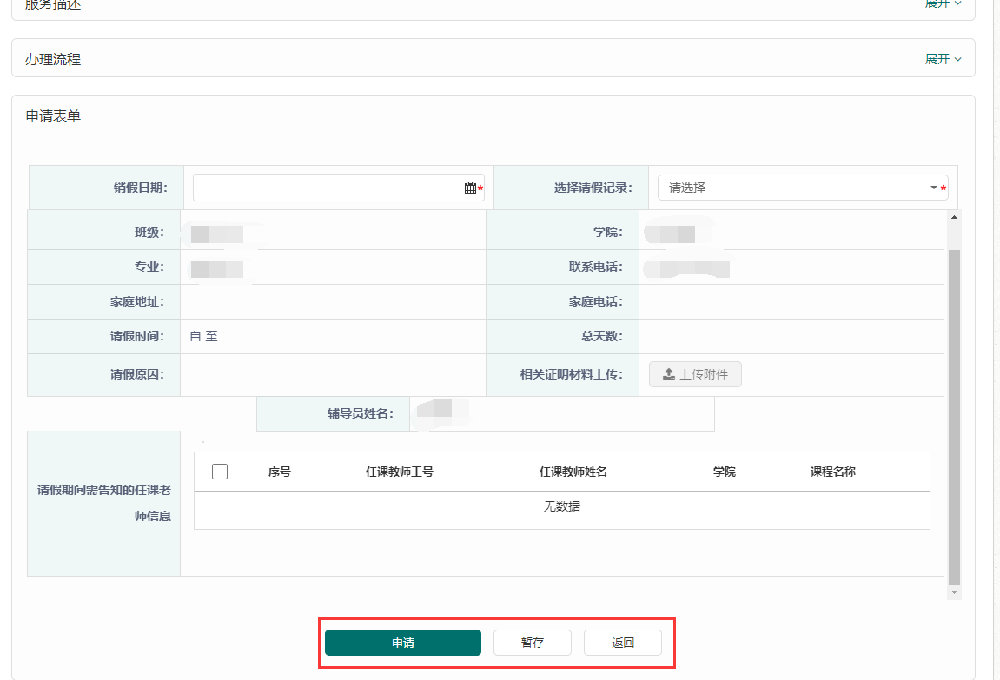 服务描述 展开
办理流程 展开
申请表单
销假日期： * 选择请假记录： 请选择 *
班级： 学院：
专业： 联系电话：
家庭地址： 家庭电话：
请假时间： 自 至 总天数：
请假原因： 相关证明材料上传： 上传附件
辅导员姓名：
请假期间需告知的任课老
师信息
序号 任课教师工号 任课教师姓名 学院 课程名称
无数据
申请 暂存 返回